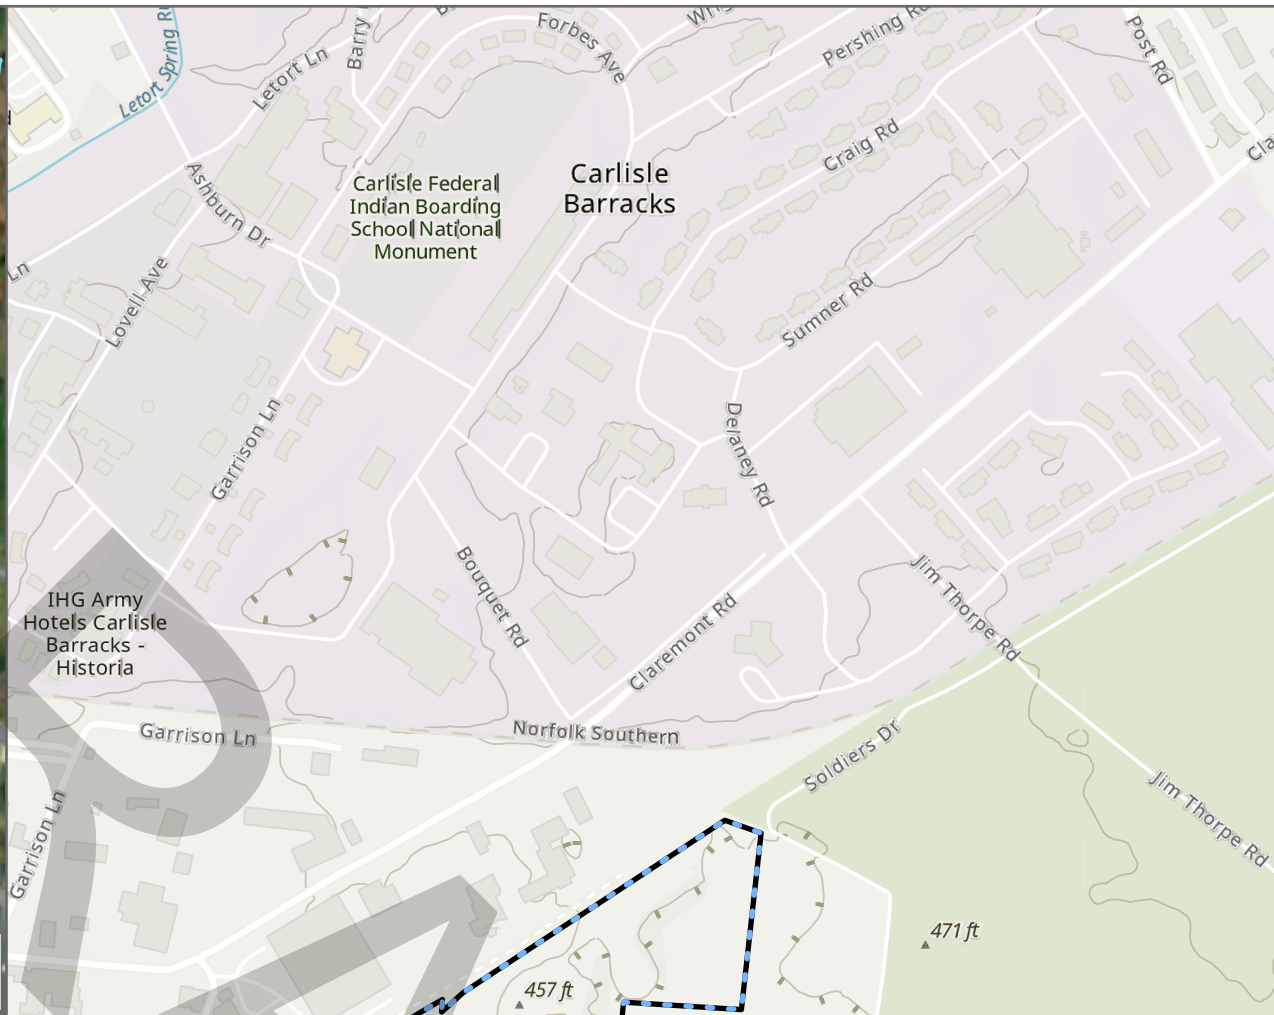 Forbes Ave
Pershing Rd
Post Rd
Barry
Letort Ln
Letort Spring Ru
Craig Rd
Carlisle
Barracks
Carlisle Federal
Indian Boarding
School National
Monument
Ashburn Dr
Ln
Lovell Ave
Sumner Rd
Garrison Ln
Delaney Rd
Bouquet Rd
Jim Thorpe Rd
IHG Army
Hotels Carlisle
Barracks -
Historia
Claremont Rd
Garrison Ln
Norfolk Southern
Soldiers Dr
Jim Thorpe Rd
Garrison Ln
471 ft
457 ft
R